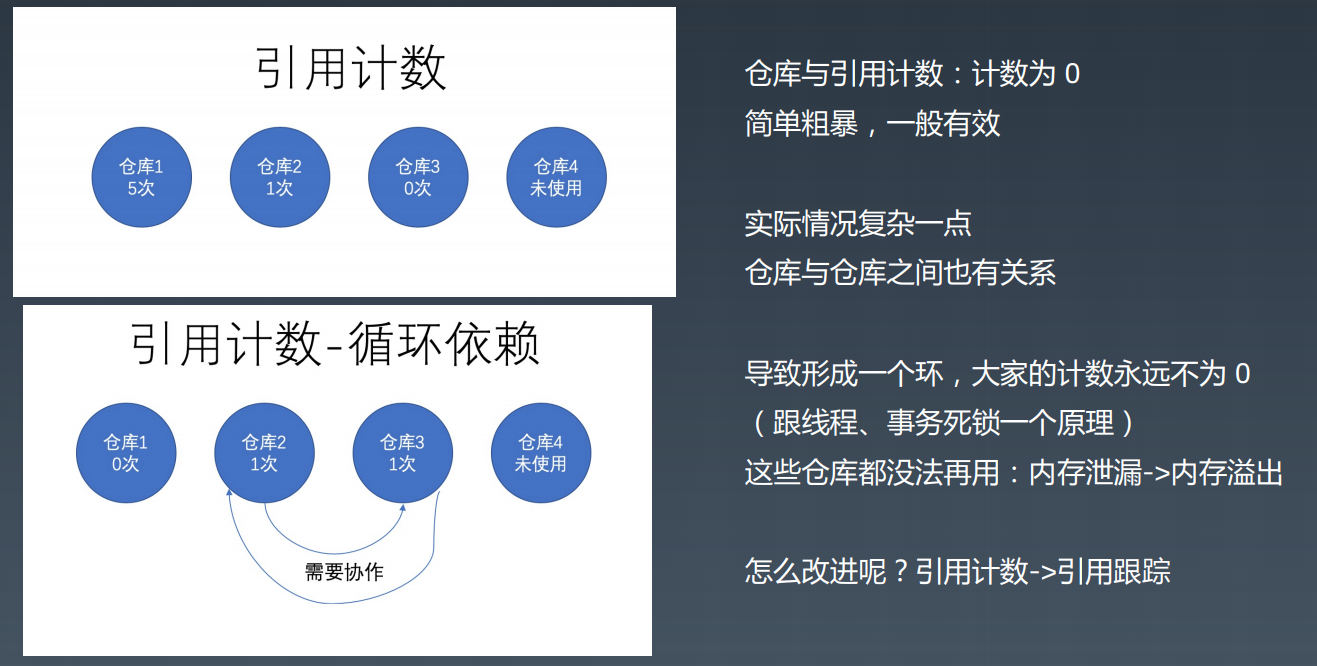 引用计数
仓库1
5次
仓库2
1次
仓库3
0次
仓库4
未使用
引用计数-循环依赖
仓库1
0次
仓库2
1次
仓库3
1次
仓库4
未使用
需要协作
仓库与引用计数：计数为 0
简单粗暴，一般有效
实际情况复杂一点
仓库与仓库之间也有关系
导致形成一个环，大家的计数永远不为 0
（跟线程、事务死锁一个原理）
这些仓库都没法再用：内存泄漏->内存溢出
怎么改进呢？引用计数->引用跟踪